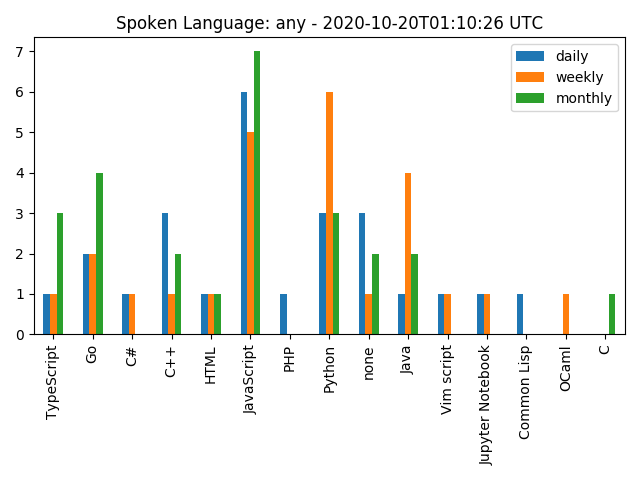 Spoken Language: any - 2020-10-20T01:10:26 UTC
daily
weekly
monthly
7
6
5
4
3
2
1
0
TypeScript
Go
C#
C++
HTML
JavaScript
PHP
Python
none
Java
Vim script
Jupyter Notebook
Common Lisp
OCaml
C